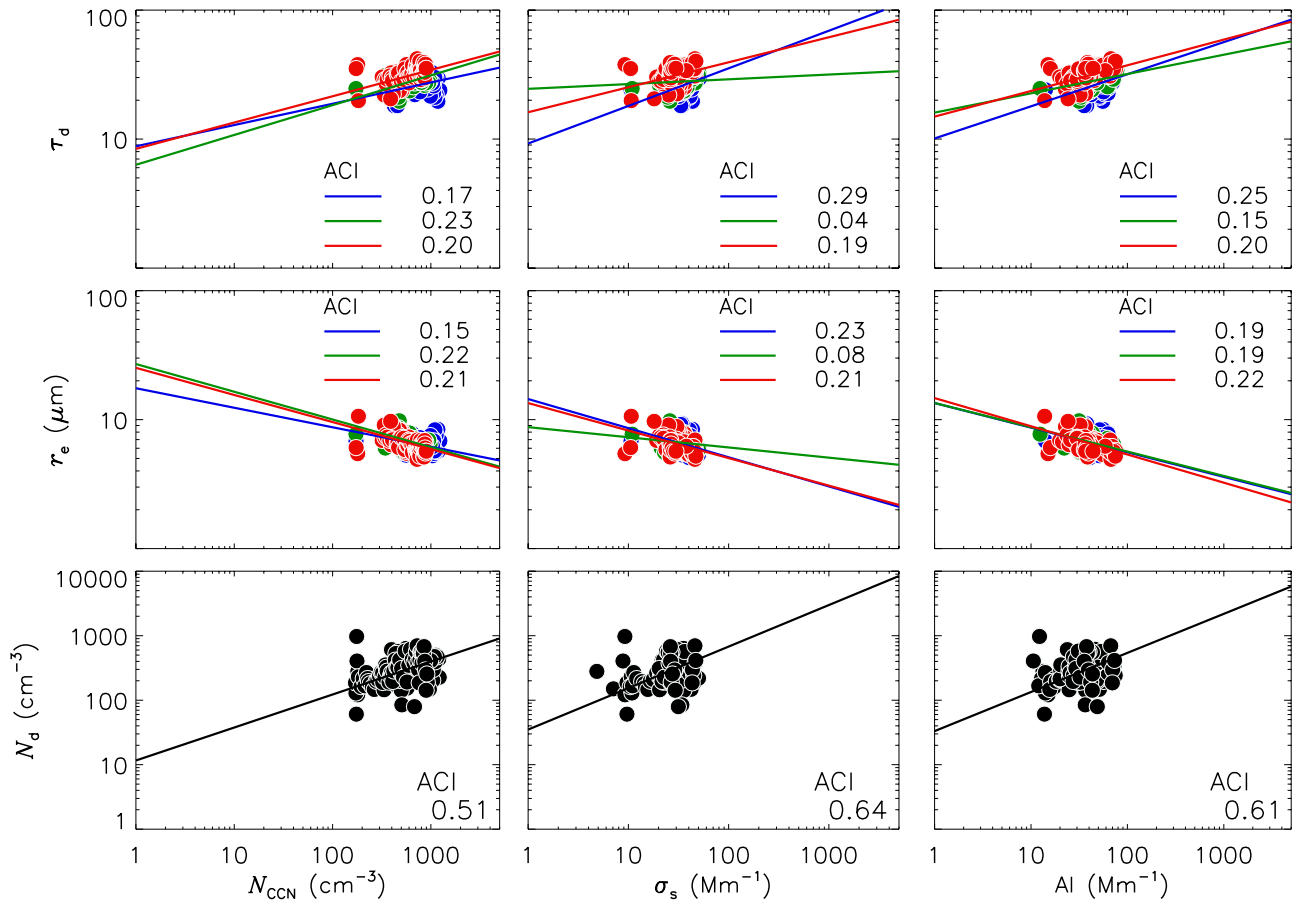 100
10
τd
ACI
0.17
0.23
0.20
ACI
0.29
0.04
0.19
ACI
0.25
0.15
0.20
100
10
re (μm)
ACI
0.15
0.22
0.21
ACI
0.23
0.08
0.21
ACI
0.19
0.19
0.22
10000
1000
100
10
1
Nd (cm−3)
ACI
0.51
ACI
0.64
ACI
0.61
1 10 100 1000
1 10 100 1000
1 10 100 1000
NCCN (cm−3)
σs (Mm−1)
AI (Mm−1)